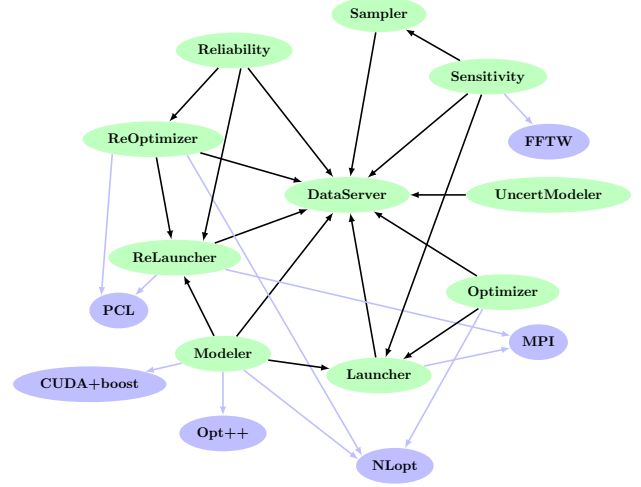 Sampler
Reliability
Sensitivity
ReOptimizer
FFTW
DataServer
UncertModeler
ReLauncher
Optimizer
PCL
MPI
Modeler
Launcher
CUDA+boost
Opt++
NLopt